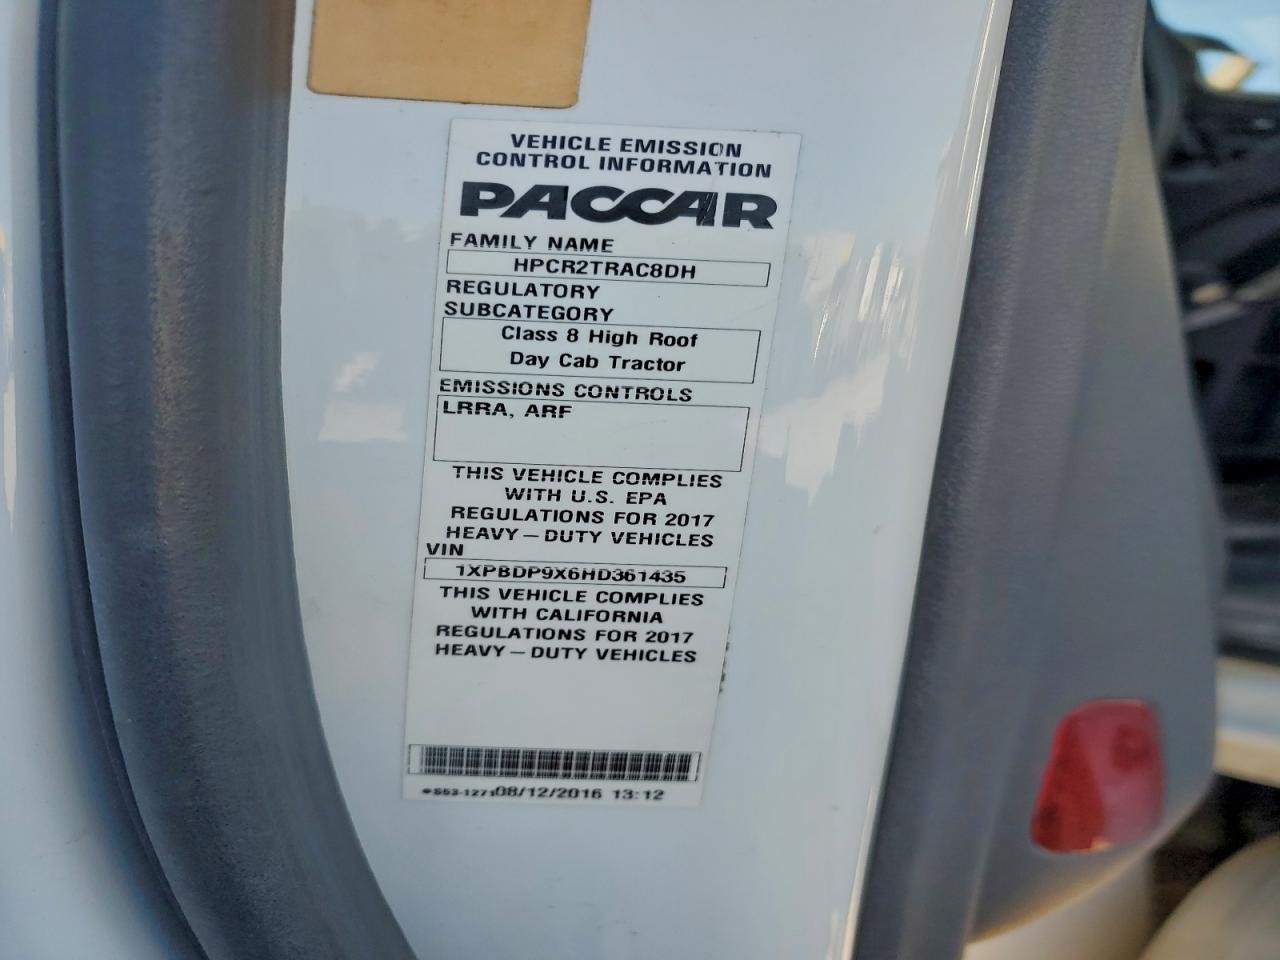 VEHICLE EMISSION
CONTROL INFORMATION
PACCAR
FAMILY NAME
HPCR2TRAC8DH
REGULATORY
SUBCATEGORY
Class 8 High Roof
Day Cab Tractor
EMISSIONS CONTROLS
LRRA, ARF
THIS VEHICLE COMPLIES
WITH U.S. EPA
REGULATIONS FOR 2017
HEAVY-DUTY VEHICLES
VIN
1XPBDP9X6HD361435
THIS VEHICLE COMPLIES
WITH CALIFORNIA
REGULATIONS FOR 2017
HEAVY-DUTY VEHICLES
08/12/2016 13:12